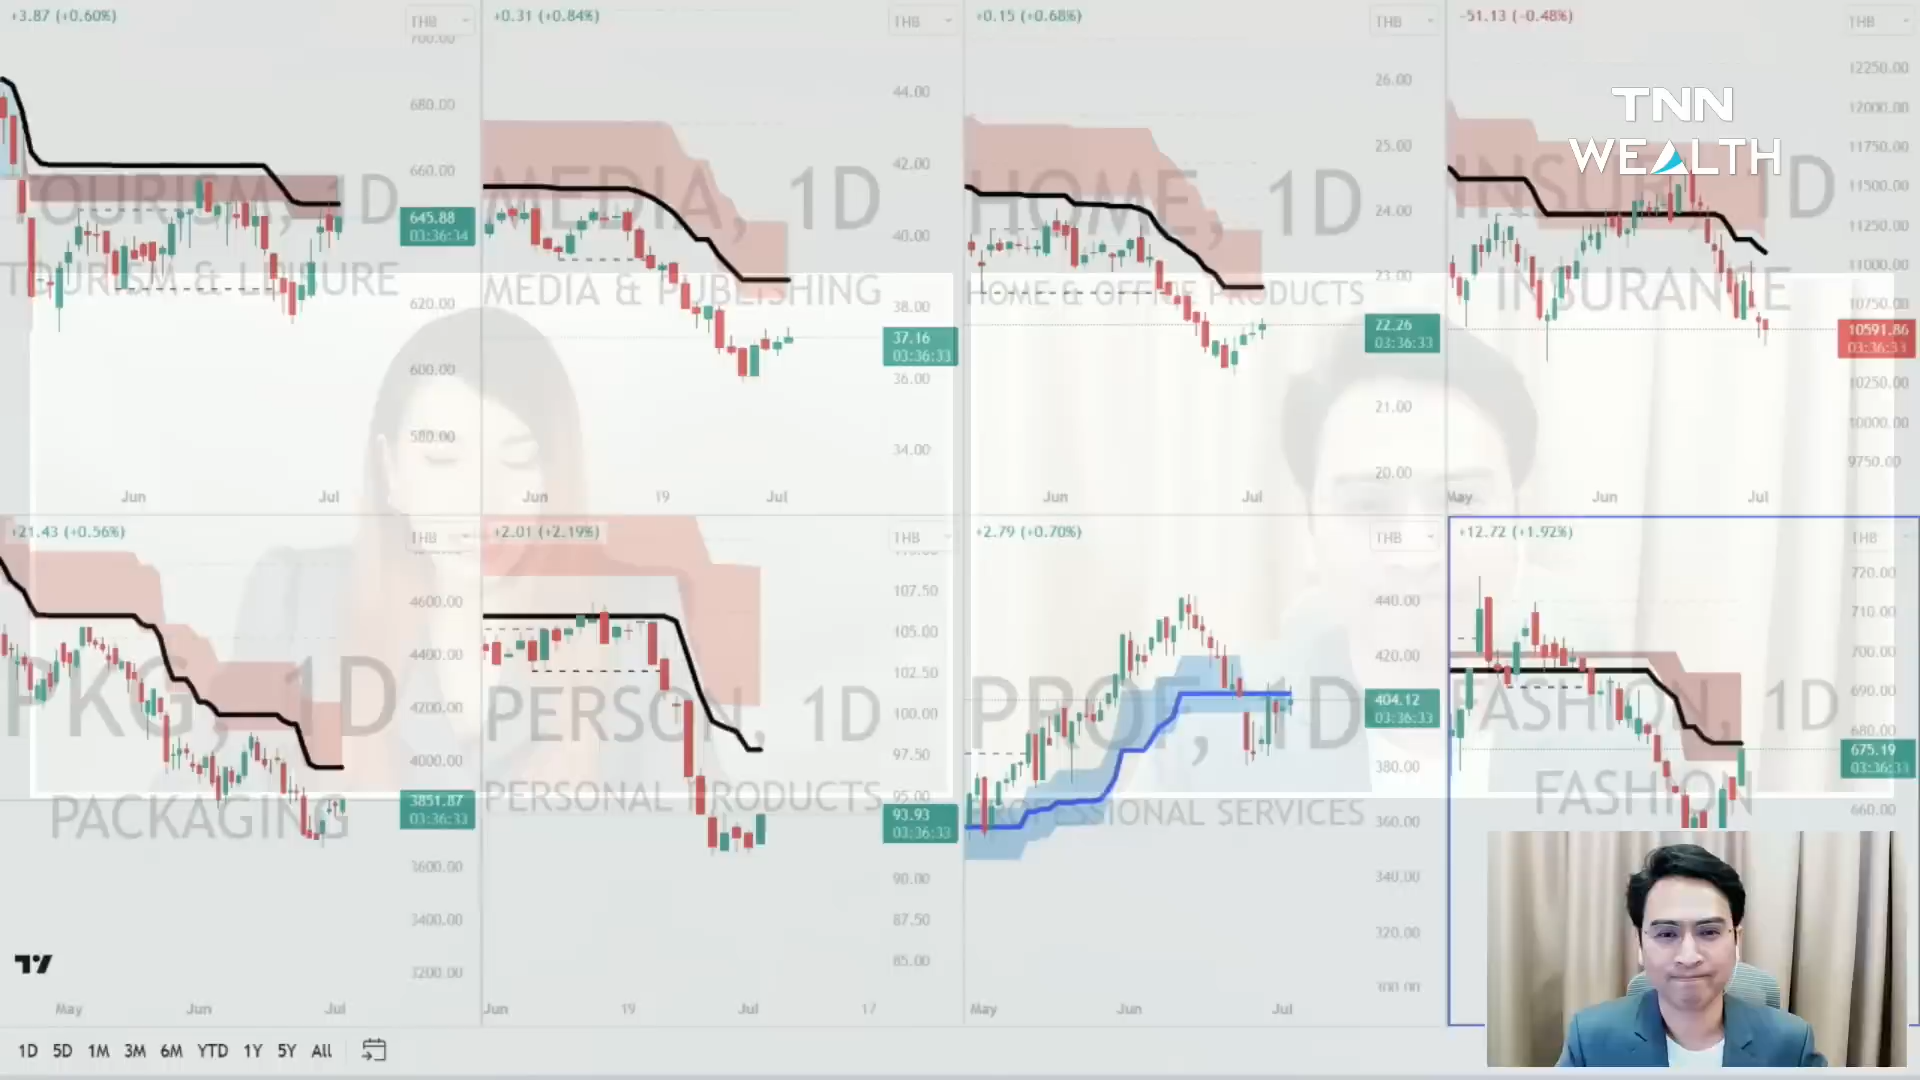 +3.87 (+0.60%)
THB
700.00
680.00
660.00
TOURISM, 1D
645.88
03:36:34
TOURISM & LEISURE
620.00
600.00
580.00
Jun
Jul
+0.31 (+0.84%)
THB
44.00
42.00
MEDIA, 1D
40.00
MEDIA & PUBLISHING
38.00
37.16
03:36:33
36.00
34.00
Jun
19
Jul
+0.15 (+0.68%)
THB
26.00
25.00
HOME, 1D
24.00
23.00
HOME & OFFICE PRODUCTS
22.26
03:36:33
21.00
20.00
Jun
Jul
-51.13 (-0.48%)
THB
12250.00
12000.00
TNN
WEALTH
11750.00
11500.00
INSUR, 1D
11250.00
11000.00
INSURANCE
10750.00
10591.86
03:36:33
10250.00
10000.00
9750.00
May
Jun
Jul
+21.43 (+0.56%)
THB
4600.00
4400.00
PKG, 1D
4200.00
4000.00
3851.87
03:36:33
PACKAGING
3600.00
3400.00
3200.00
May
Jun
Jul
+2.01 (+2.19%)
THB
107.50
105.00
102.50
100.00
PERSON, 1D
97.50
95.00
PERSONAL PRODUCTS
93.93
03:36:33
90.00
87.50
85.00
Jun
19
Jul
17
+2.79 (+0.70%)
THB
440.00
420.00
404.12
03:36:33
PROF, 1D
380.00
PROFESSIONAL SERVICES
360.00
340.00
320.00
300.00
May
Jun
Jul
+12.72 (+1.92%)
THB
720.00
710.00
700.00
690.00
FASHION, 1D
680.00
675.19
03:36:33
FASHION
660.00
1D 5D 1M 3M 6M YTD 1Y 5Y All